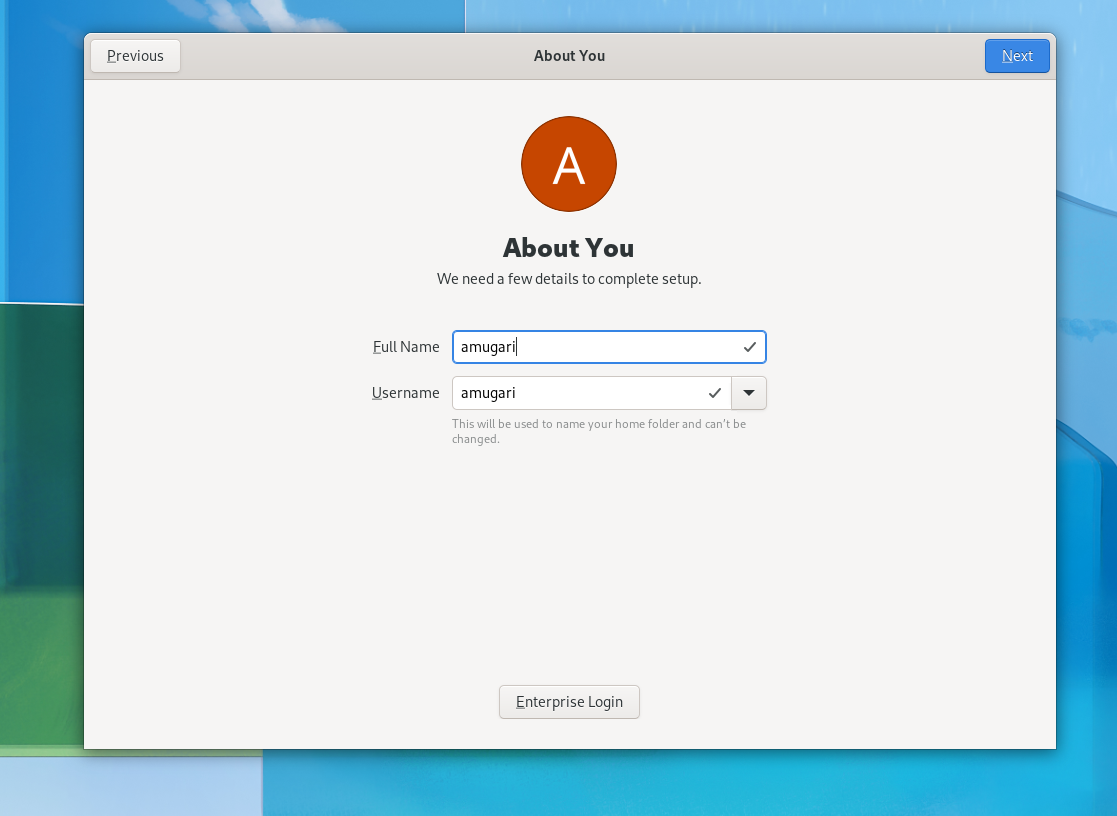 Previous
About You
Next
A
About You
We need a few details to complete setup.
Full Name amugari
Username amugari
This will be used to name your home folder and can’t be
changed.
Enterprise Login